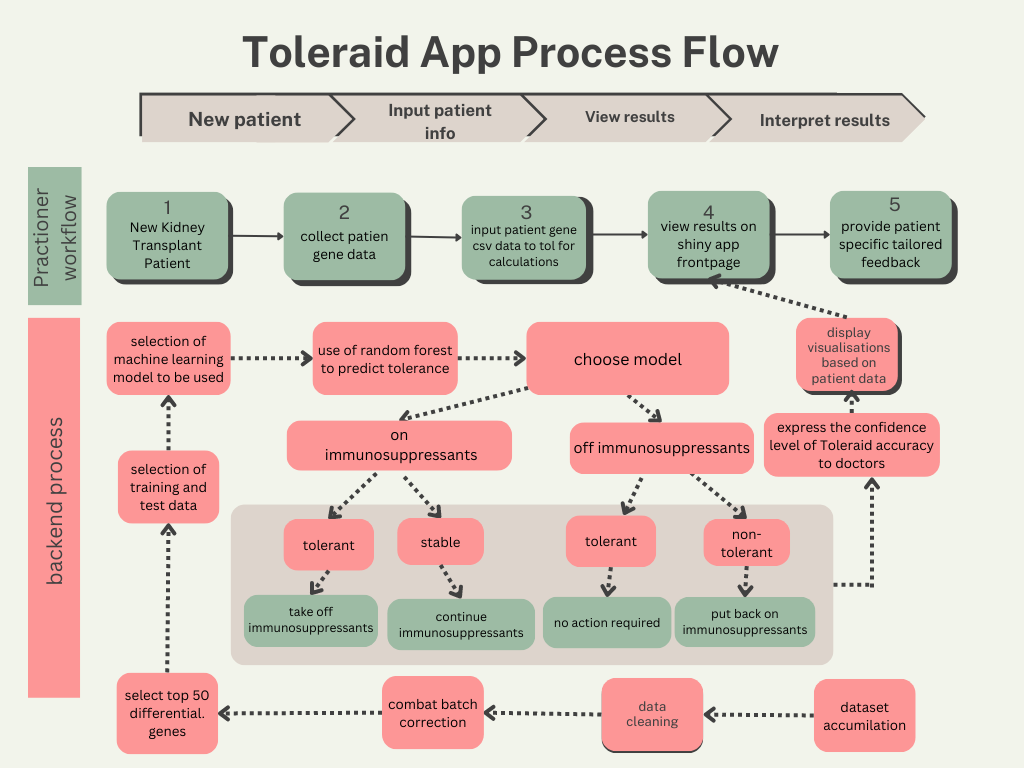 Toleraid App Process Flow
New patient
Input patient
info
View results
Interpret results
Practioner
workflow
1
New Kidney
Transplant
Patient
2
collect patien
gene data
3
input patient gene
csv data to tol for
calculations
4
view results on
shiny app
frontpage
5
provide patient
specific tailored
feedback
backend process
selection of
machine learning
model to be used
use of random forest
to predict tolerance
choose model
display
visualisations
based on
patient data
on
immunosuppressants
off immunosuppressants
express the confidence
level of Toleraid accuracy
to doctors
selection of
training and
test data
tolerant
stable
tolerant
non-
tolerant
take off
immunosuppressants
continue
immunosuppressants
no action required
put back on
immunosuppressants
select top 50
differential.
genes
combat batch
correction
data
cleaning
dataset
accumilation